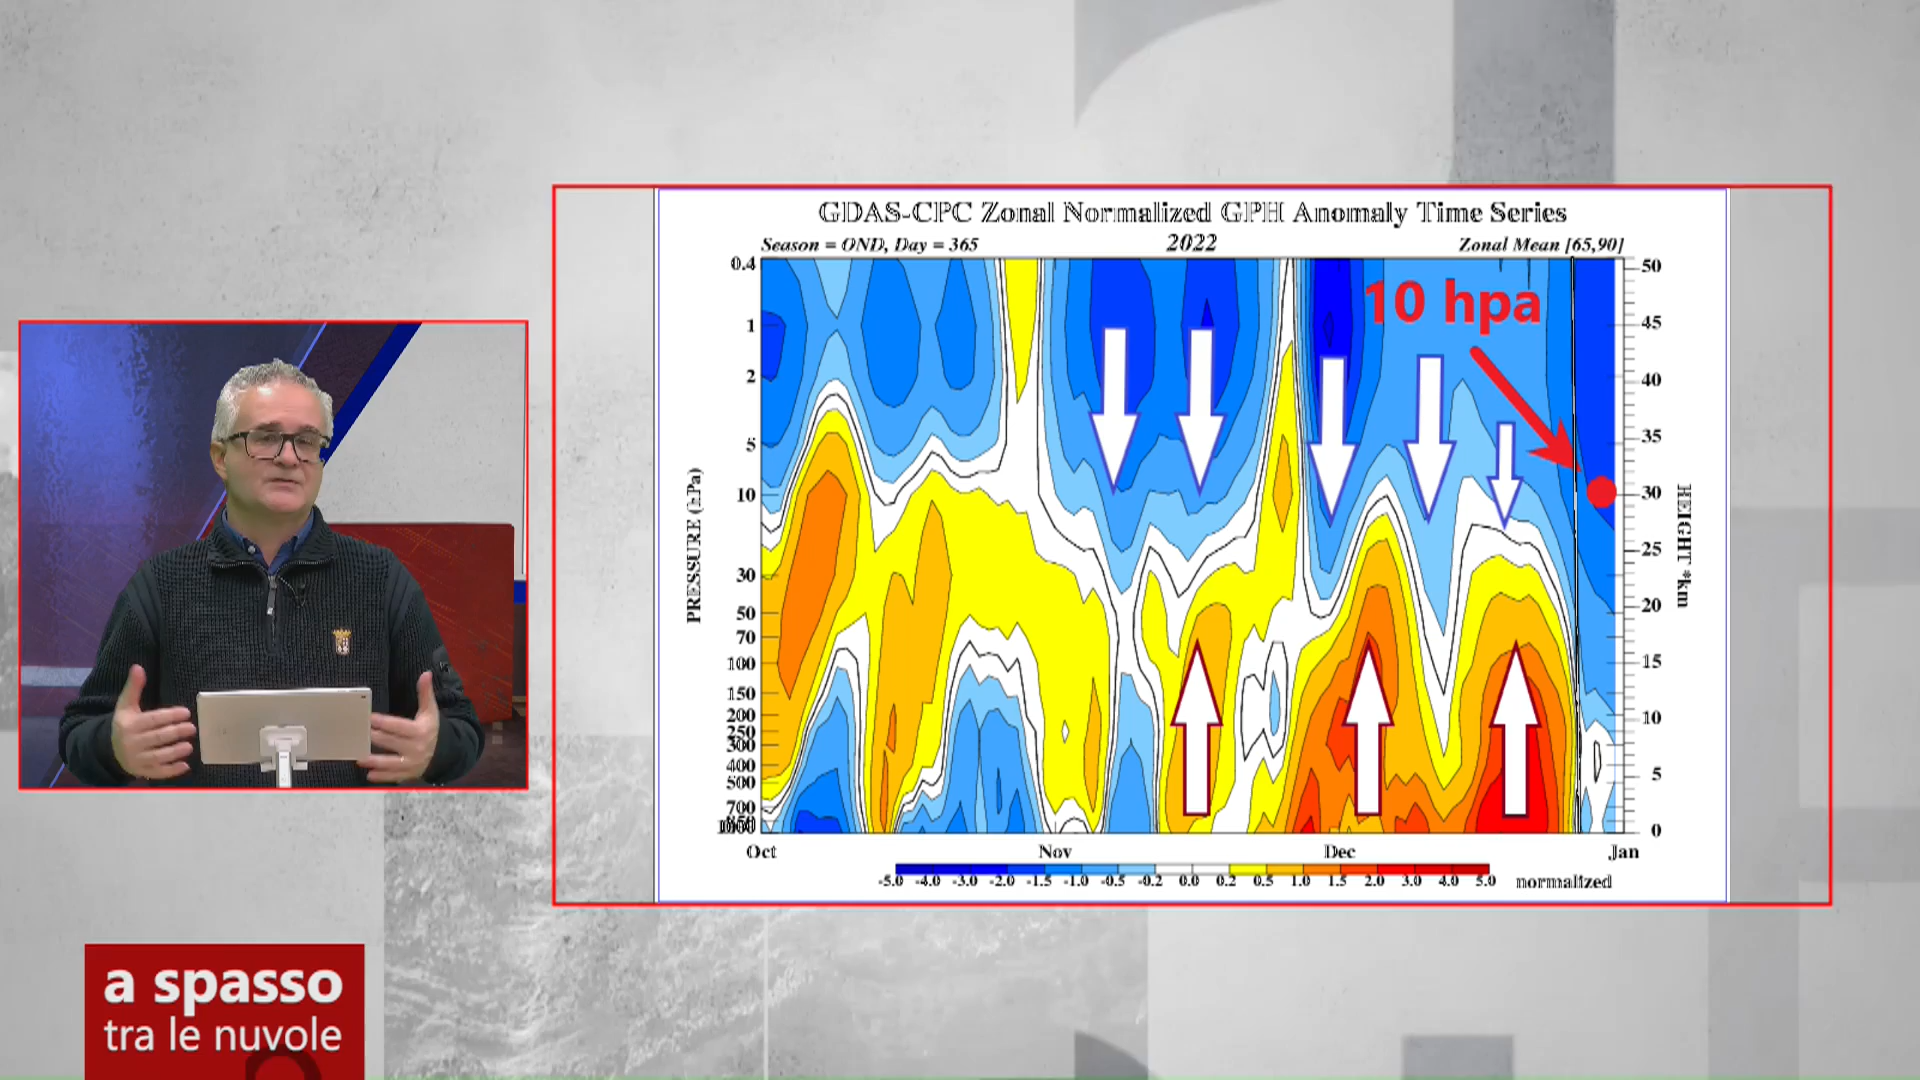 GDAS-CPC Zonal Normalized GPH Anomaly Time Series
Season = OND, Day = 365
2022
Zonal Mean [65,90]
10 hpa
PRESSURE (hPa)
0.4
1
2
5
10
30
50
70
100
150
200
250
300
400
500
700
1000
50
45
40
35
30
25
20
15
10
5
0
HEIGHT *km
Oct
Nov
Dec
Jan
-5.0 -4.0 -3.0 -2.0 -1.5 -1.0 -0.5 -0.2 0.0 0.2 0.5 1.0 1.5 2.0 3.0 4.0 5.0 normalized
a spasso
tra le nuvole